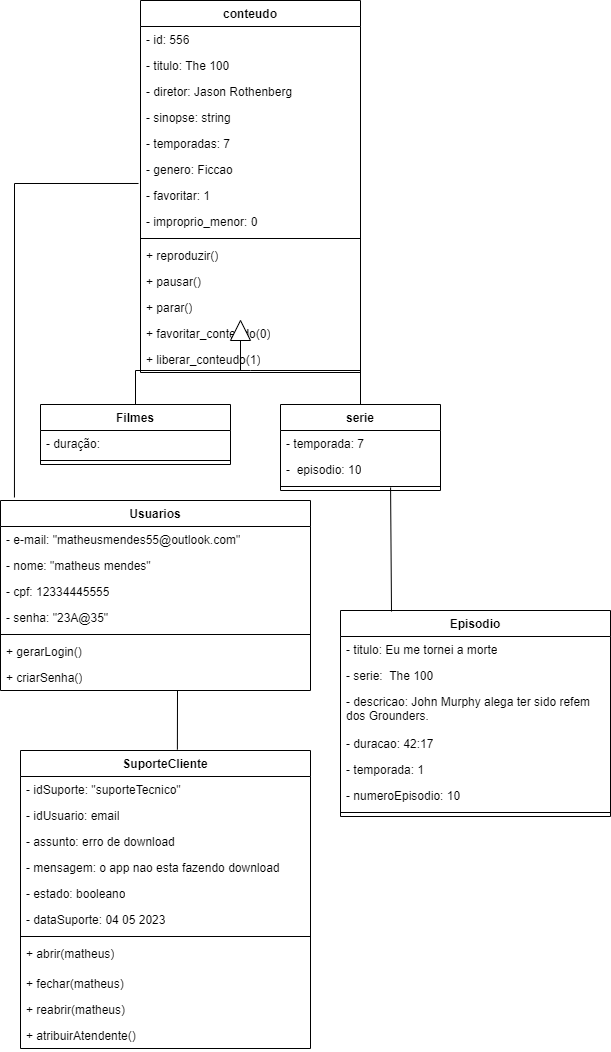 conteudo
- id: 556
- titulo: The 100
- diretor: Jason Rothenberg
- sinopse: string
- temporadas: 7
- genero: Ficcao
- favoritar: 1
- improprio_menor: 0
+ reproduzir()
+ pausar()
+ parar()
+ favoritar_conteudo(0)
+ liberar_conteudo(1)
Filmes
- duração:
serie
- temporada: 7
-  episodio: 10
Usuarios
- e-mail: "matheusmendes55@outlook.com"
- nome: "matheus mendes"
- cpf: 12334445555
- senha: "23A@35"
+ gerarLogin()
+ criarSenha()
Episodio
- titulo: Eu me tornei a morte
- serie:  The 100
- descricao: John Murphy alega ter sido refem
dos Grounders.
- duracao: 42:17
- temporada: 1
- numeroEpisodio: 10
SuporteCliente
- idSuporte: "suporteTecnico"
- idUsuario: email
- assunto: erro de download
- mensagem: o app nao esta fazendo download
- estado: booleano
- dataSuporte: 04 05 2023
+ abrir(matheus)
+ fechar(matheus)
+ reabrir(matheus)
+ atribuirAtendente()